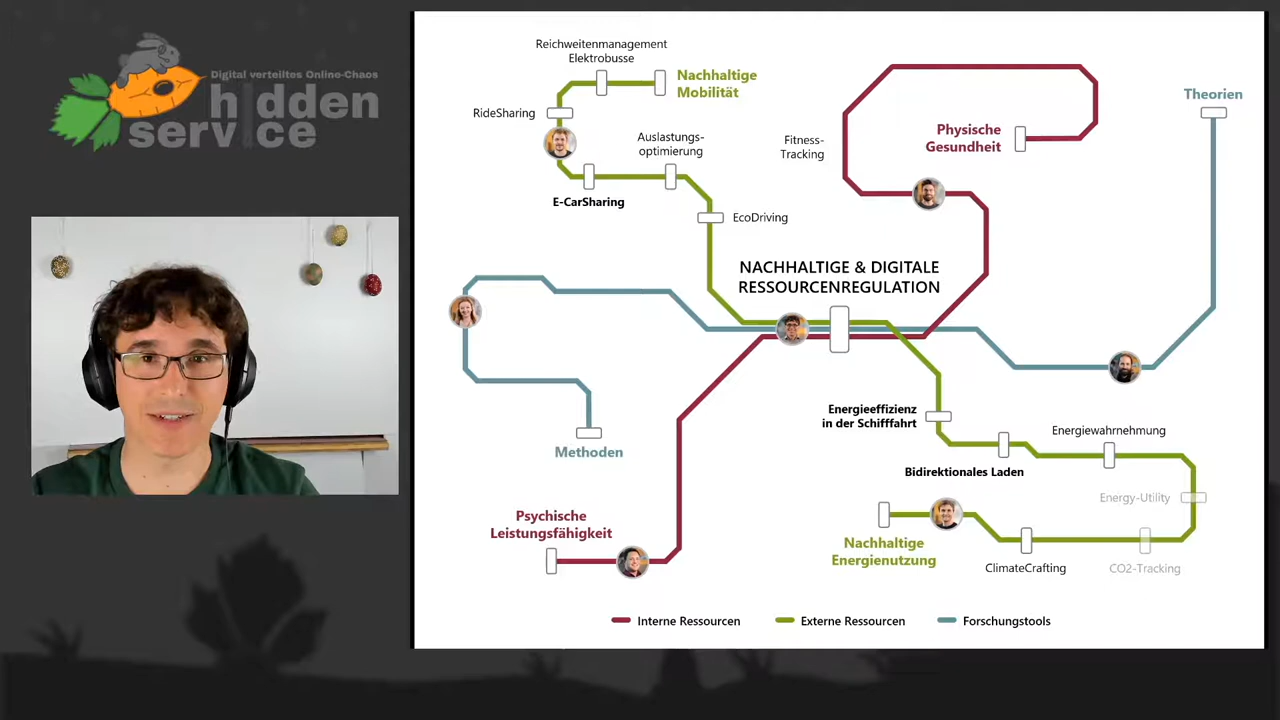 Digital verteiltes Online-Chaos
hidden
service
Reichweitenmanagement
Elektrobusse
Nachhaltige
Mobilität
RideSharing
Auslastungs-
optimierung
E-CarSharing
EcoDriving
Fitness-
Tracking
Physische
Gesundheit
Theorien
NACHHALTIGE & DIGITALE
RESSOURCENREGULATION
Methoden
Energieeffizienz
in der Schifffahrt
Bidirektionales Laden
Energiewahrnehmung
Energy-Utility
CO2-Tracking
ClimateCrafting
Nachhaltige
Energienutzung
Psychische
Leistungsfähigkeit
Interne Ressourcen
Externe Ressourcen
Forschungstools